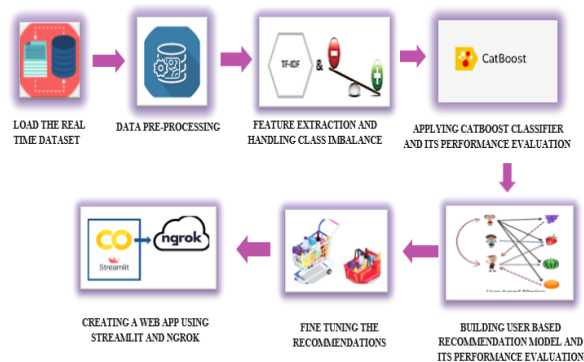 LOAD THE REAL
TIME DATASET
DATA PRE-PROCESSING
TF-IDF
&
FEATURE EXTRACTION AND
HANDLING CLASS IMBALANCE
CatBoost
APPLYING CATBOOST CLASSIFIER
AND ITS PERFORMANCE EVALUATION
CO
Streamlit
ngrok
CREATING A WEB APP USING
STREAMLIT AND NGROK
FINE TUNING THE
RECOMMENDATIONS
BUILDING USER BASED
RECOMMENDATION MODEL AND
ITS PERFORMANCE EVALUATION